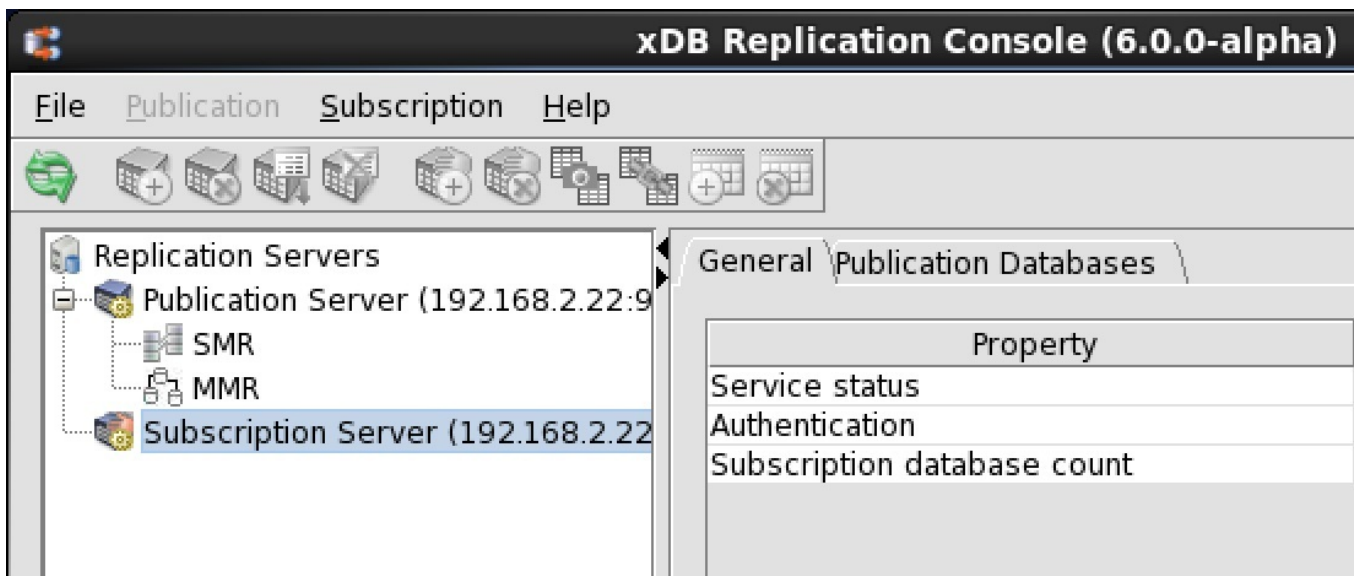 xDB Replication Console (6.0.0-alpha)
File Publication Subscription Help
Replication Servers
Publication Server (192.168.2.22:9
SMR
MMR
Subscription Server (192.168.2.22
General Publication Databases
Property
Service status
Authentication
Subscription database count